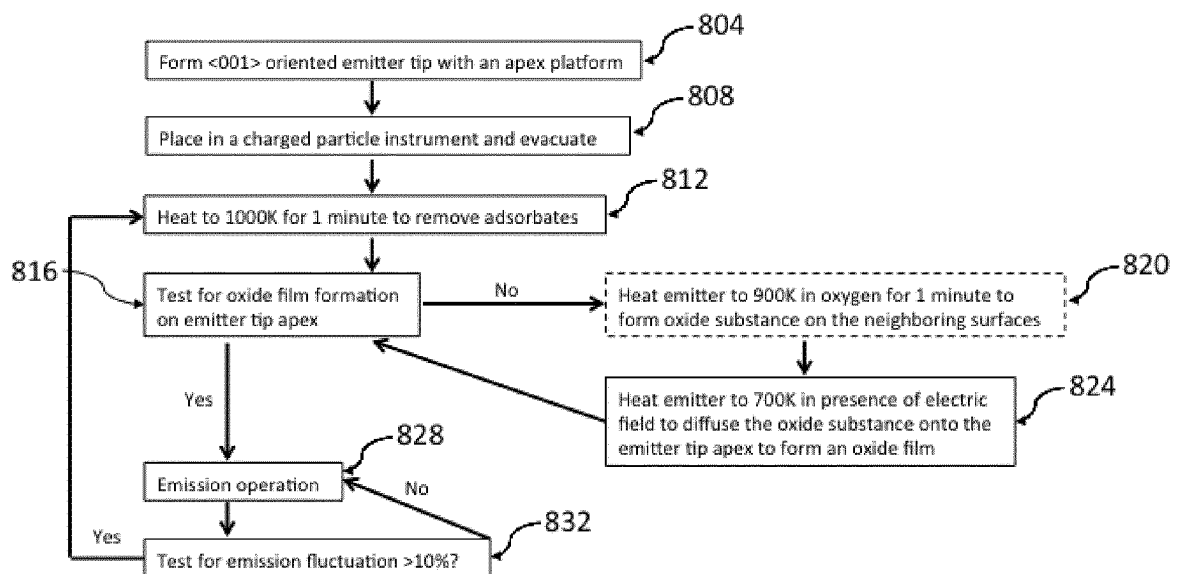 804
Form <001> oriented emitter tip with an apex platform
808
Place in a charged particle instrument and evacuate
812
Heat to 1000K for 1 minute to remove adsorbates
816
Test for oxide film formation
on emitter tip apex
No
820
Heat emitter to 900K in oxygen for 1 minute to
form oxide substance on the neighboring surfaces
824
Heat emitter to 700K in presence of electric
field to diffuse the oxide substance onto the
emitter tip apex to form an oxide film
Yes
828
Emission operation
No
832
Yes
Test for emission fluctuation >10%?